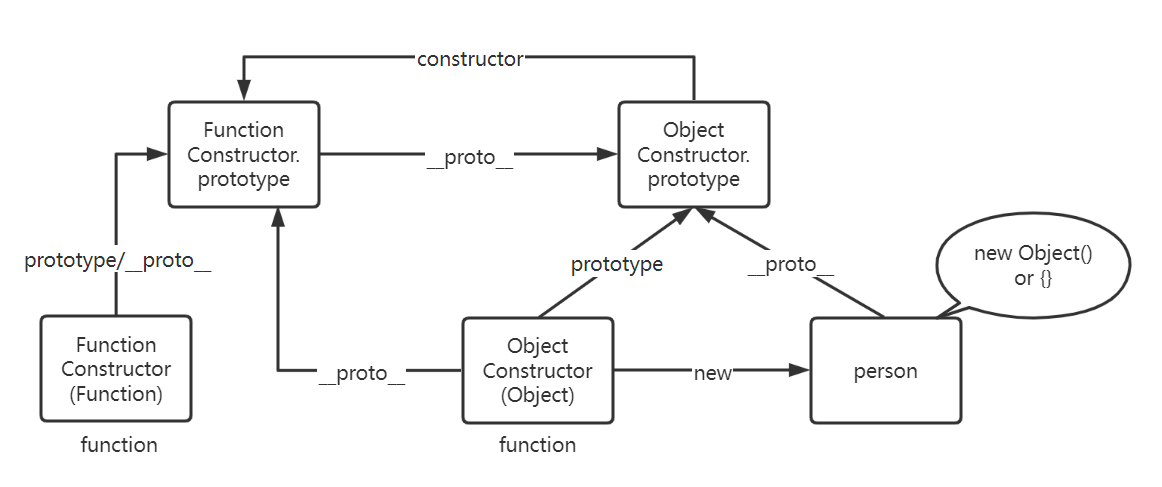 constructor
Function
Constructor.
prototype
__proto__
Object
Constructor.
prototype
prototype/__proto__
prototype
__proto__
new Object()
or {}
Function
Constructor
(Function)
function
__proto__
Object
Constructor
(Object)
function
new
person